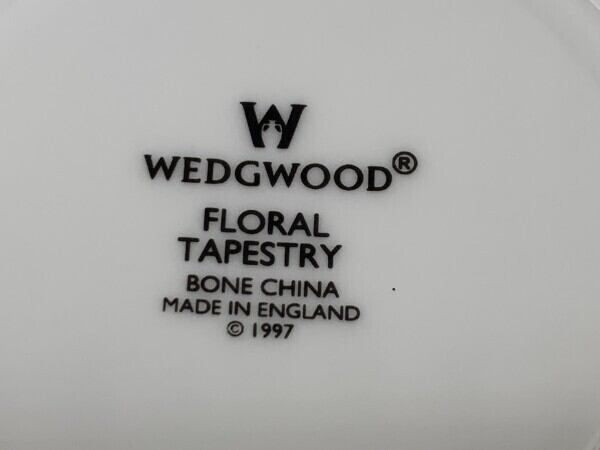 W
WEDGWOOD®
FLORAL
TAPESTRY
BONE CHINA
MADE IN ENGLAND
© 1997